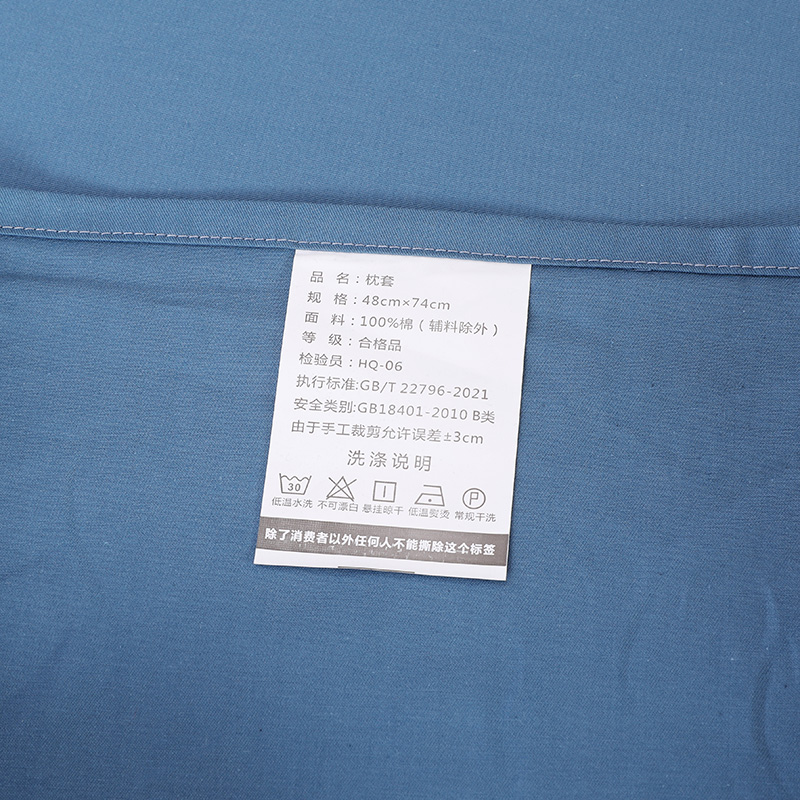 品 名：枕套
规 格：48cm×74cm
面 料：100%棉（辅料除外）
等 级：合格品
检验员：HQ-06
执行标准:GB/T 22796-2021
安全类别:GB18401-2010 B类
由于手工裁剪允许误差±3cm
洗涤说明
30 P
低温水洗 不可漂白 悬挂晾干 低温熨烫 常规干洗
除了消费者以外任何人不能撕除这个标签